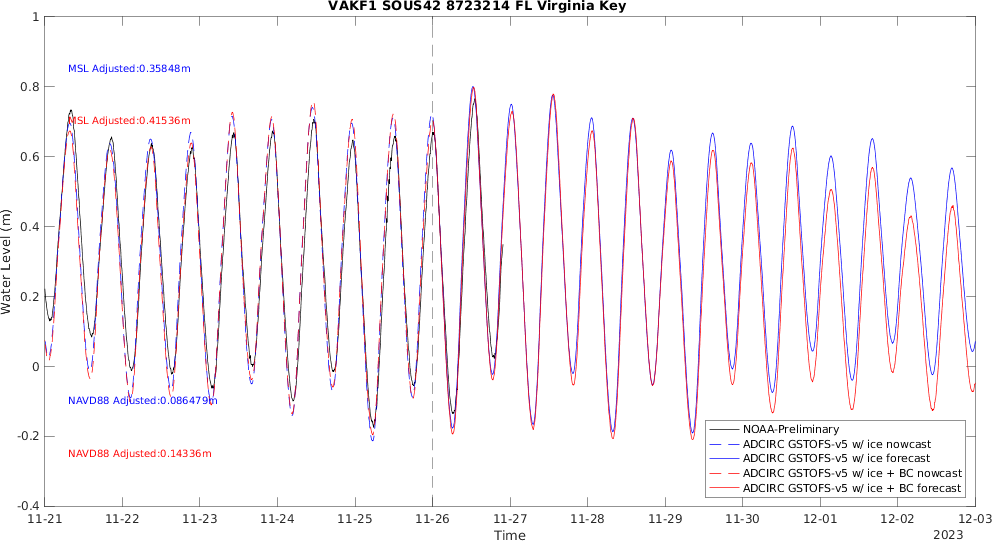 VAKF1 SOUS42 8723214 FL Virginia Key
1
0.8
0.6
0.4
0.2
0
-0.2
-0.4
Water Level (m)
MSL Adjusted:0.35848m
MSL Adjusted:0.41536m
NAVD88 Adjusted:0.086479m
NAVD88 Adjusted:0.14336m
NOAA-Preliminary
ADCIRC GSTOFS-v5 w/ ice nowcast
ADCIRC GSTOFS-v5 w/ ice forecast
ADCIRC GSTOFS-v5 w/ ice + BC nowcast
ADCIRC GSTOFS-v5 w/ ice + BC forecast
11-21 11-22 11-23 11-24 11-25 11-26 11-27 11-28 11-29 11-30 12-01 12-02 12-03
Time
2023